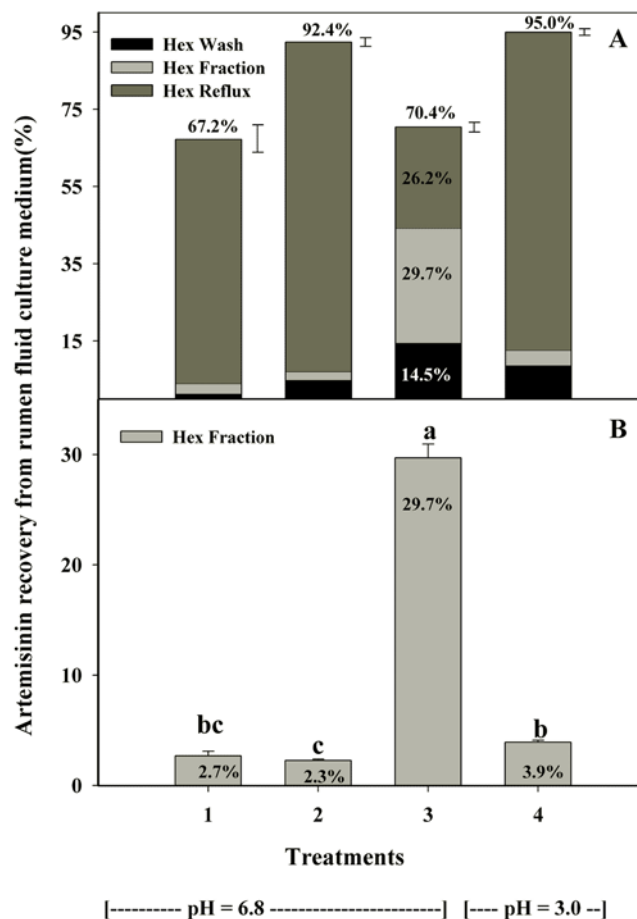 Artemisinin recovery from rumen fluid culture medium(%)
95
75
55
35
15
Hex Wash
Hex Fraction
Hex Reflux
A
67.2%
92.4%
70.4%
95.0%
26.2%
29.7%
14.5%
B
Hex Fraction
30
20
10
0
a
29.7%
bc
2.7%
c
2.3%
b
3.9%
1 2 3 4
Treatments
[---------- pH = 6.8 -------------------] [---- pH = 3.0 --]